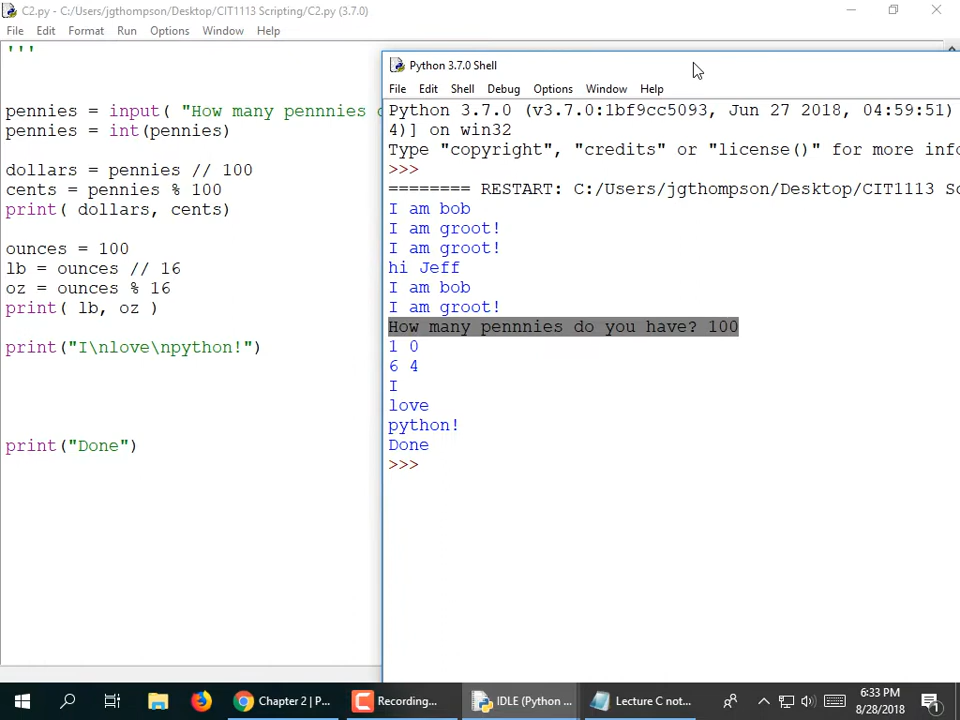 C2.py - C:/Users/jgthompson/Desktop/CIT1113 Scripting/C2.py (3.7.0)
File Edit Format Run Options Window Help
'''
pennies = input( "How many pennnies
pennies = int(pennies)
dollars = pennies // 100
cents = pennies % 100
print( dollars, cents)
ounces = 100
lb = ounces // 16
oz = ounces % 16
print( lb, oz )
print("I\nlove\npython!")
print("Done")
Python 3.7.0 Shell
File Edit Shell Debug Options Window Help
Python 3.7.0 (v3.7.0:1bf9cc5093, Jun 27 2018, 04:59:51)
4)] on win32
Type "copyright", "credits" or "license()" for more info
>>>
======== RESTART: C:/Users/jgthompson/Desktop/CIT1113 Sc
I am bob
I am groot!
I am groot!
hi Jeff
I am bob
I am groot!
How many pennnies do you have? 100
1 0
6 4
I
love
python!
Done
>>>
Chapter 2 | P...
Recording...
IDLE (Python ...
Lecture C not...
6:33 PM
8/28/2018
1